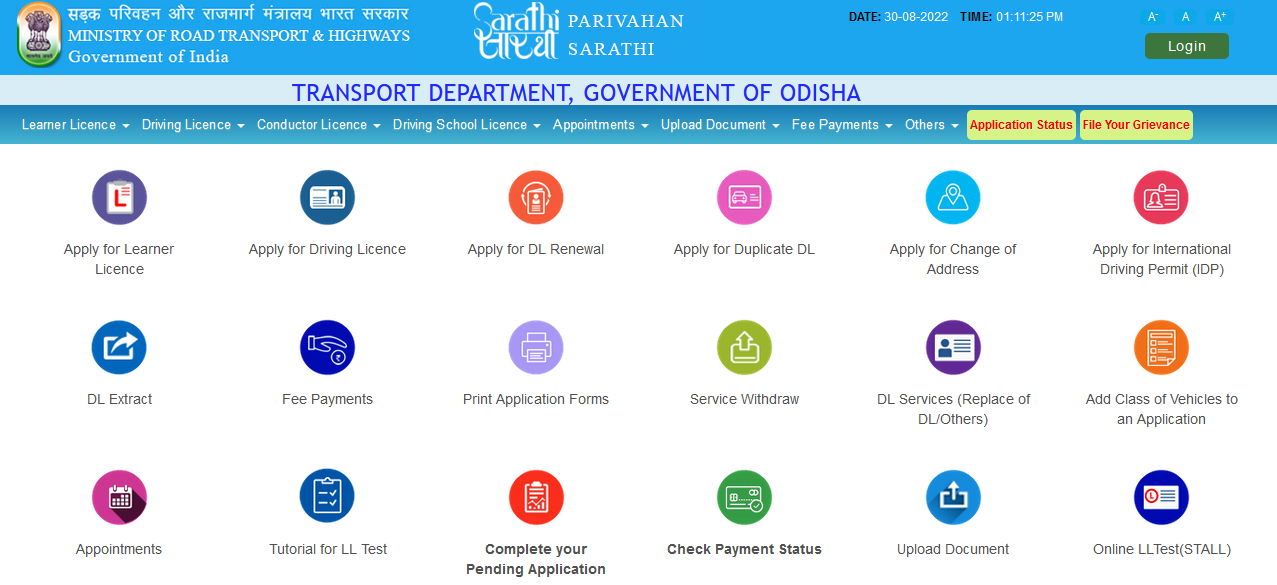 सड़क परिवहन और राजमार्ग मंत्रालय भारत सरकार
MINISTRY OF ROAD TRANSPORT & HIGHWAYS
Government of India
Sarathi
सारथी
PARIVAHAN
SARATHI
DATE: 30-08-2022 TIME: 01:11:25 PM
A- A A+
Login
TRANSPORT DEPARTMENT, GOVERNMENT OF ODISHA
Learner Licence Driving Licence Conductor Licence Driving School Licence Appointments Upload Document Fee Payments Others Application Status File Your Grievance
Apply for Learner
Licence
Apply for Driving Licence
Apply for DL Renewal
Apply for Duplicate DL
Apply for Change of
Address
Apply for International
Driving Permit (IDP)
DL Extract
Fee Payments
Print Application Forms
Service Withdraw
DL Services (Replace of
DL/Others)
Add Class of Vehicles to
an Application
Appointments
Tutorial for LL Test
Complete your
Pending Application
Check Payment Status
Upload Document
Online LLTest(STALL)